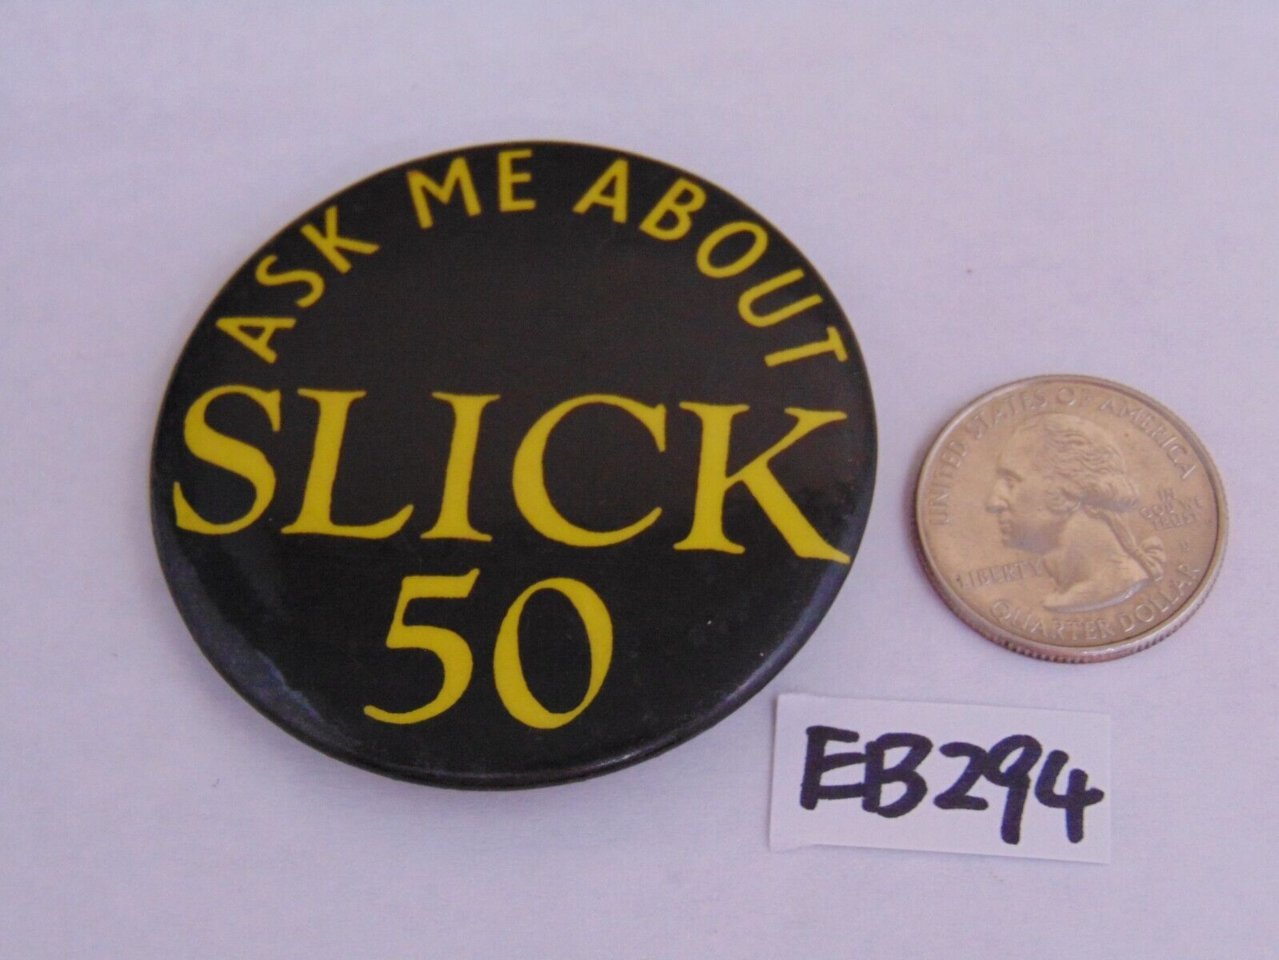 ASK ME ABOUT
SLICK
50
UNITED STATES OF AMERICA
LIBERTY
IN
GOD WE
TRUST
QUARTER DOLLAR
EB294